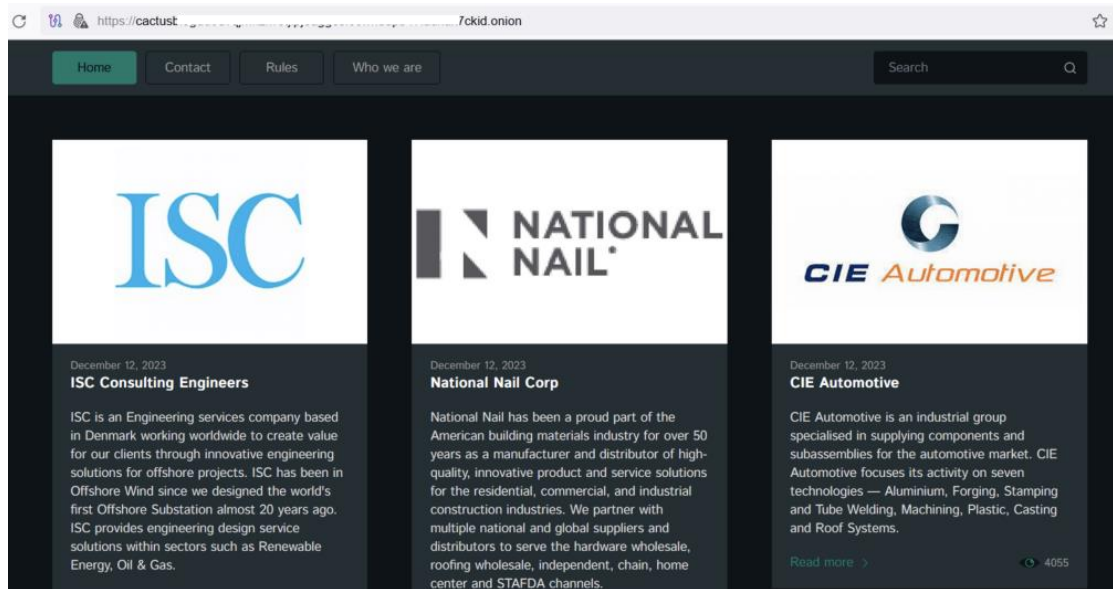 https://cactusb
7ckid.onion
Home
Contact
Rules
Who we are
Search
ISC
NATIONAL
NAIL®
CIE Automotive
December 12, 2023
ISC Consulting Engineers
ISC is an Engineering services company based
in Denmark working worldwide to create value
for our clients through innovative engineering
solutions for offshore projects. ISC has been in
Offshore Wind since we designed the world's
first Offshore Substation almost 20 years ago.
ISC provides engineering design service
solutions within sectors such as Renewable
Energy, Oil & Gas.
December 12, 2023
National Nail Corp
National Nail has been a proud part of the
American building materials industry for over 50
years as a manufacturer and distributor of high-
quality, innovative product and service solutions
for the residential, commercial, and industrial
construction industries. We partner with
multiple national and global suppliers and
distributors to serve the hardware wholesale,
roofing wholesale, independent, chain, home
center and STAFDA channels.
December 12, 2023
CIE Automotive
CIE Automotive is an industrial group
specialised in supplying components and
subassemblies for the automotive market. CIE
Automotive focuses its activity on seven
technologies — Aluminium, Forging, Stamping
and Tube Welding, Machining, Plastic, Casting
and Roof Systems.
Read more >
4055